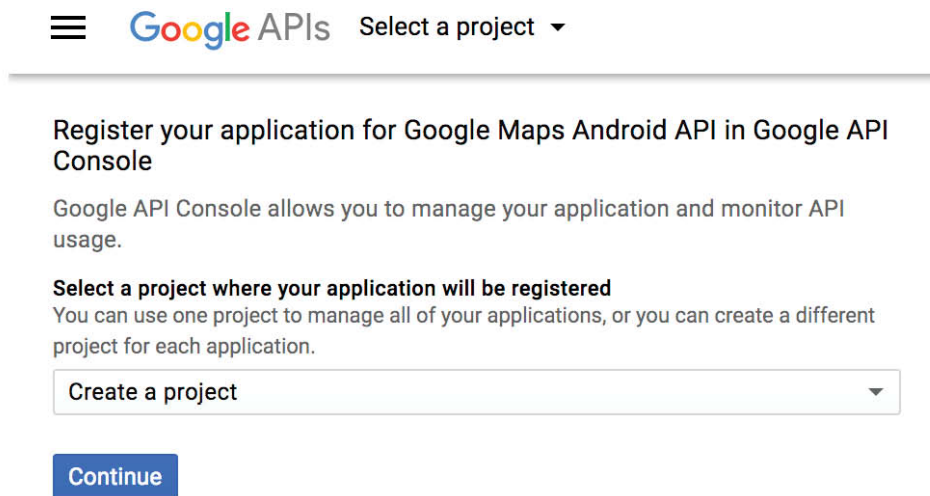 Google APIs Select a project
Register your application for Google Maps Android API in Google API
Console
Google API Console allows you to manage your application and monitor API
usage.
Select a project where your application will be registered
You can use one project to manage all of your applications, or you can create a different
project for each application.
Create a project
Continue